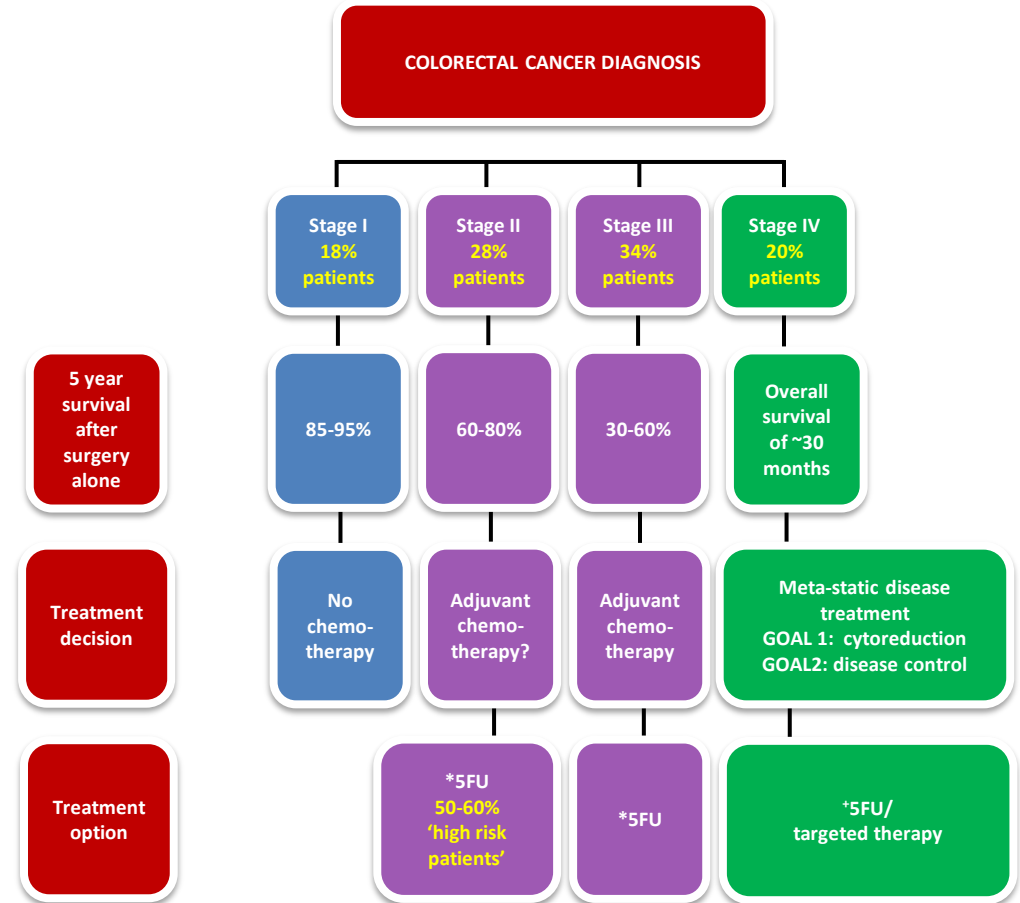 COLORECTAL CANCER DIAGNOSIS
Stage I
18%
patients
Stage II
28%
patients
Stage III
34%
patients
Stage IV
20%
patients
5 year
survival
after
surgery
alone
85-95%
60-80%
30-60%
Overall
survival
of ~30
months
Treatment
decision
No
chemo-
therapy
Adjuvant
chemo-
therapy?
Adjuvant
chemo-
therapy
Meta-static disease
treatment
GOAL 1: cytoreduction
GOAL2: disease control
Treatment
option
*5FU
50-60%
‘high risk
patients’
*5FU
⁺5FU/
targeted therapy